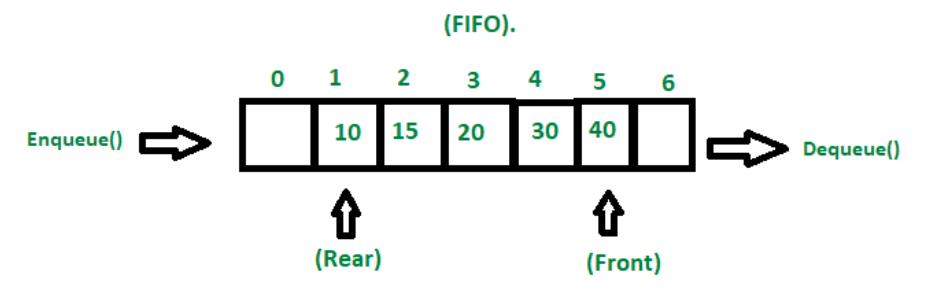 (FIFO).
0 1 2 3 4 5 6
Enqueue() 10 15 20 30 40 Dequeue()
(Rear) (Front)